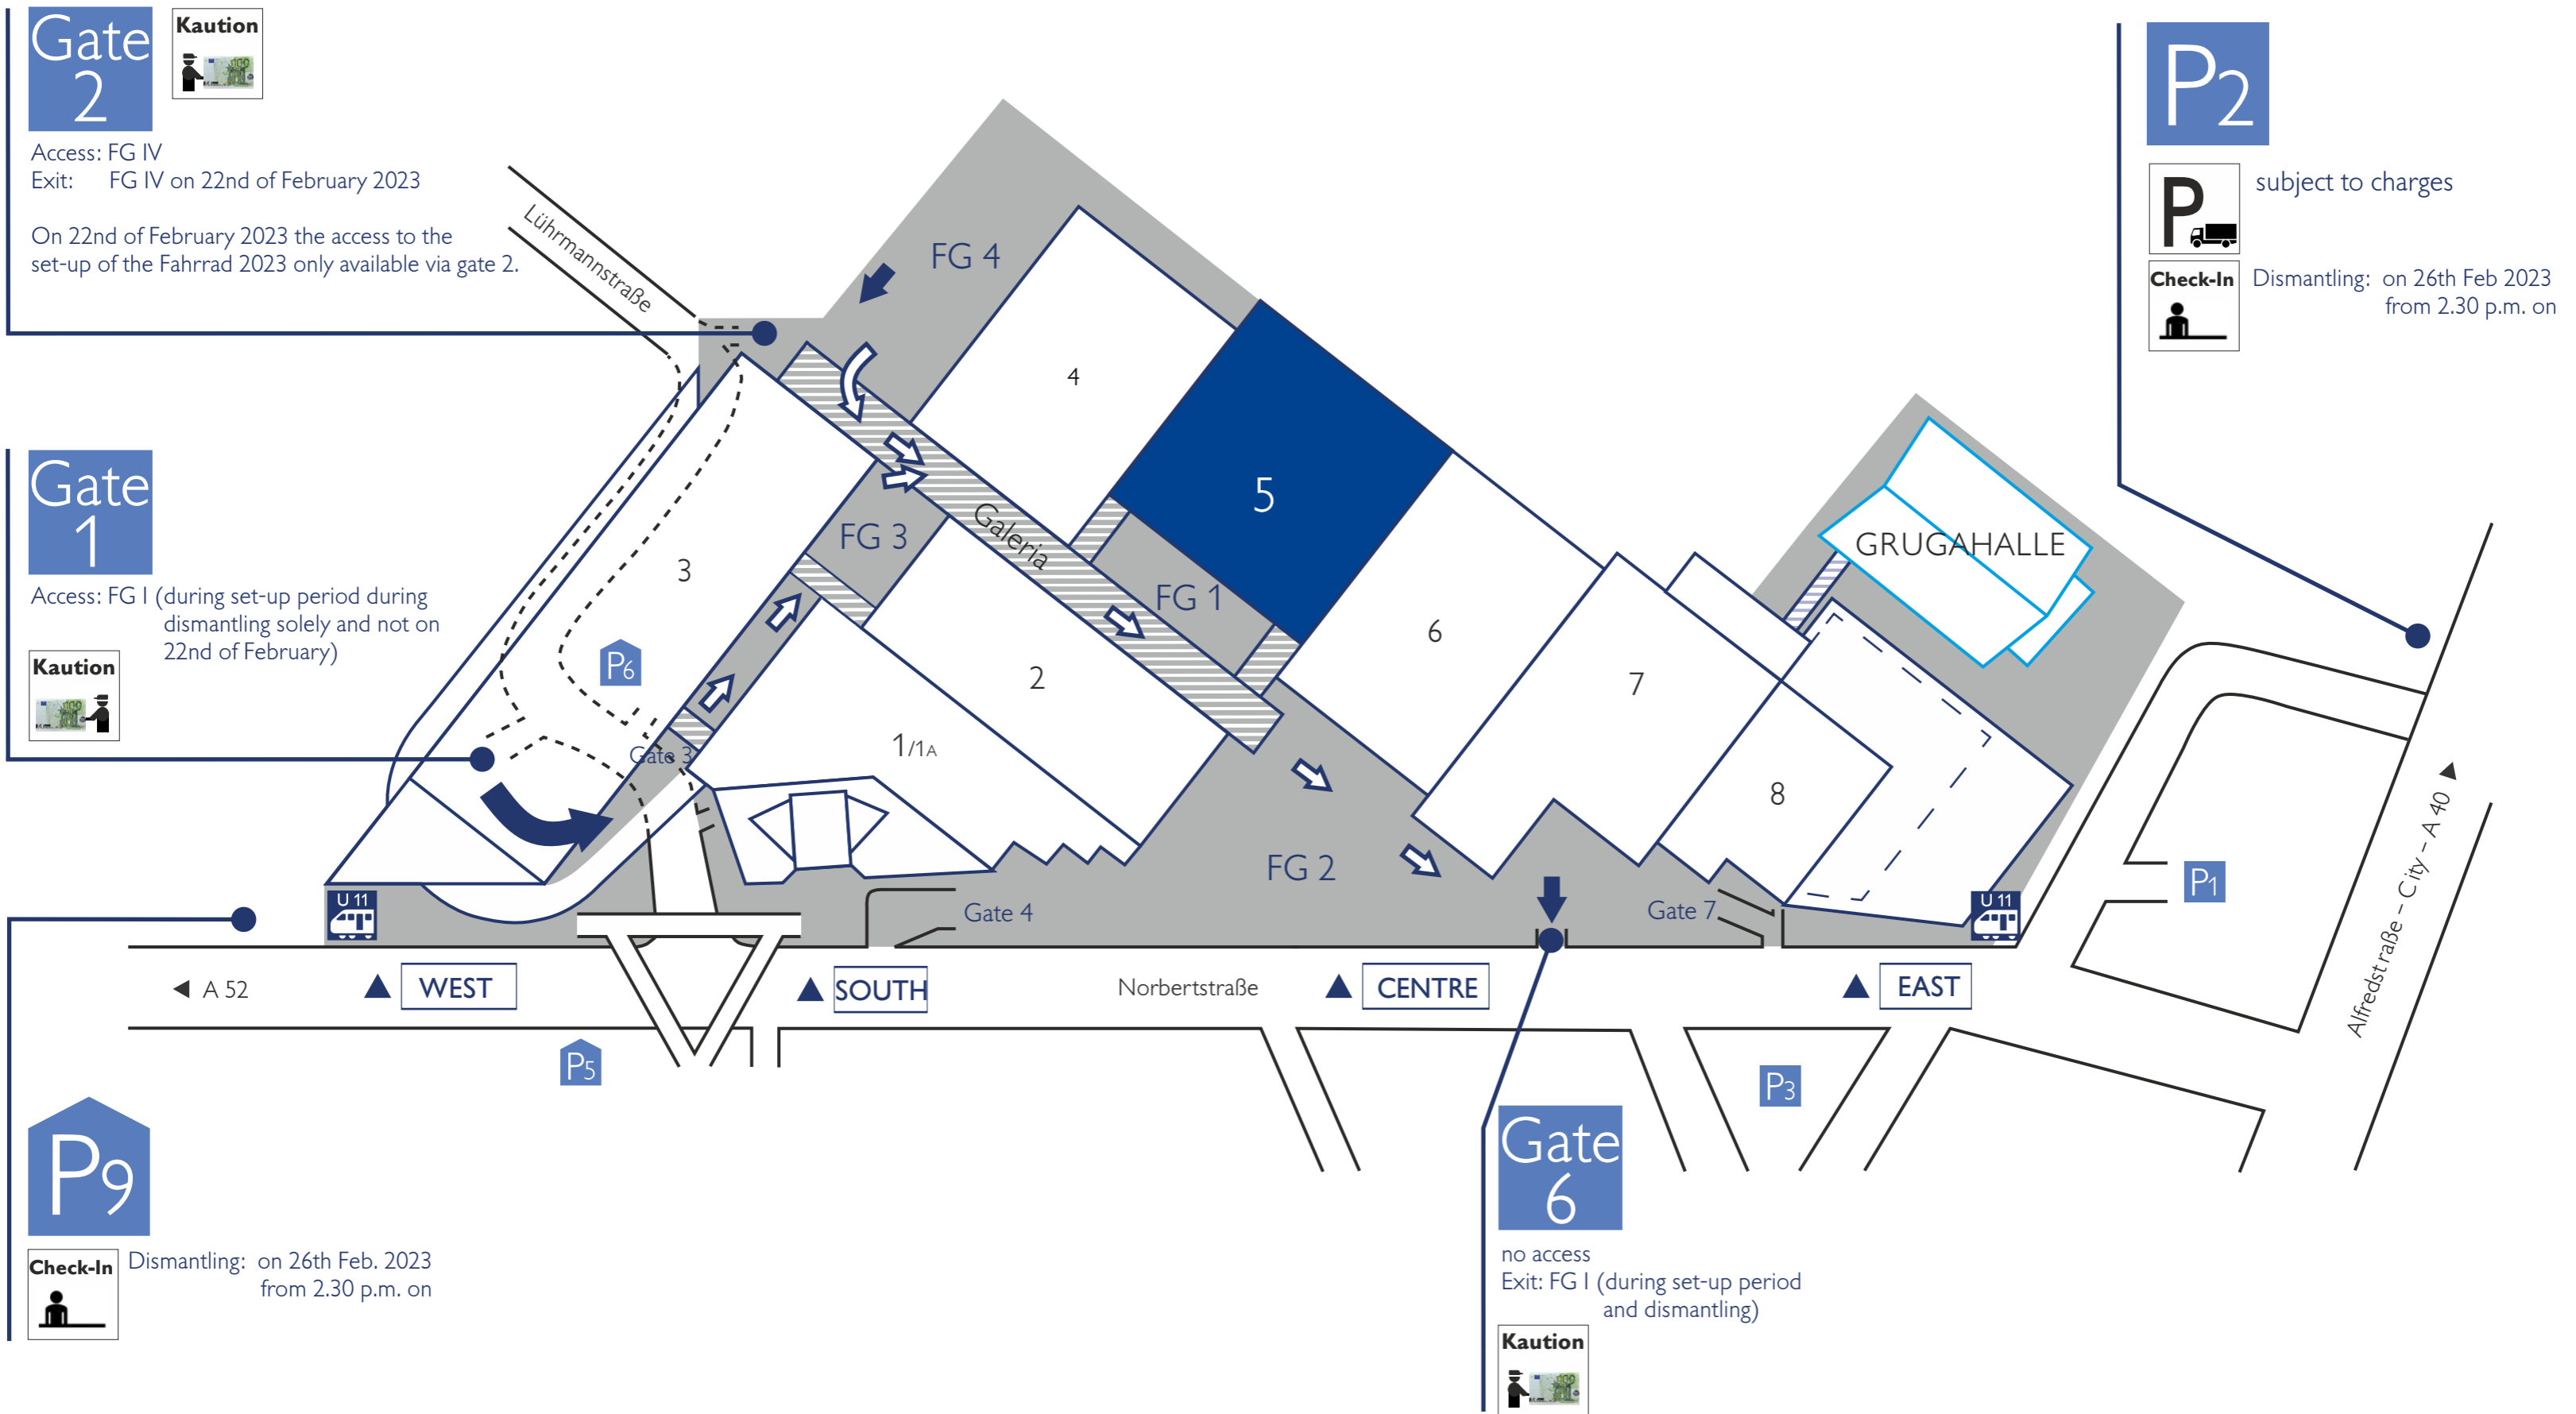 Gate
2
Kaution
Access: FG IV
Exit: FG IV on 22nd of February 2023
On 22nd of February 2023 the access to the
set-up of the Fahrrad 2023 only available via gate 2.
P2
P
subject to charges
Check-In
Dismantling: on 26th Feb 2023
from 2.30 p.m. on
Lührmannstraße
FG 4
4
5
Gate
1
Access: FG I (during set-up period during
dismantling solely and not on
22nd of February)
Kaution
3
FG 3
Galeria
FG 1
GRUGAHALLE
P6
2
6
7
Gate 3
1/1A
8
FG 2
U 11
Gate 4
Gate 7
U 11
P1
Alfredstraße – City – A 40
A 52
WEST
SOUTH
Norbertstraße
CENTRE
EAST
P5
P3
P9
Check-In
Dismantling: on 26th Feb. 2023
from 2.30 p.m. on
Gate
6
no access
Exit: FG I (during set-up period
and dismantling)
Kaution